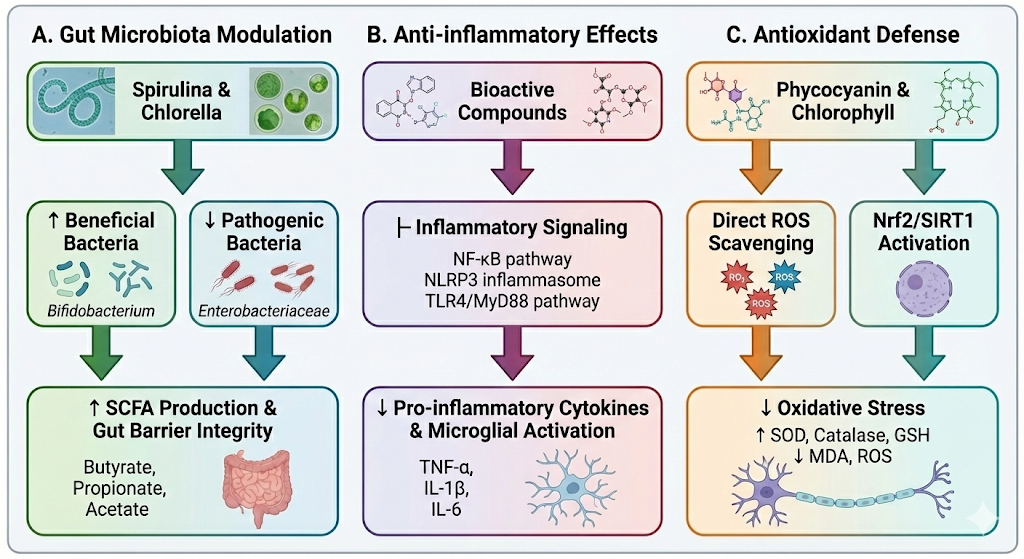 A. Gut Microbiota Modulation
Spirulina &
Chlorella
↑ Beneficial
Bacteria
Bifidobacterium
↓ Pathogenic
Bacteria
Enterobacteriaceae
↑ SCFA Production &
Gut Barrier Integrity
Butyrate,
Propionate,
Acetate
B. Anti-inflammatory Effects
Bioactive
Compounds
⊢ Inflammatory Signaling
NF-κB pathway
NLRP3 inflammasome
TLR4/MyD88 pathway
↓ Pro-inflammatory Cytokines
& Microglial Activation
TNF-α,
IL-1β,
IL-6
C. Antioxidant Defense
Phycocyanin &
Chlorophyll
Direct ROS
Scavenging
ROS
ROS
Nrf2/SIRT1
Activation
↓ Oxidative Stress
↑ SOD, Catalase, GSH
↓ MDA, ROS